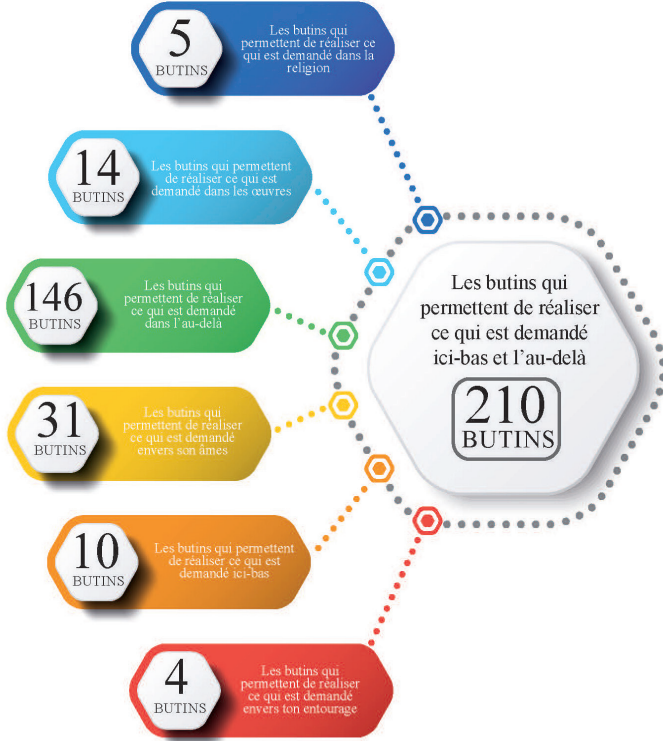 5
BUTINS
Les butins qui
permettent de réaliser ce
qui est demandé dans la
religion
14
BUTINS
Les butins qui permettent
de réaliser ce qui est
demandé dans les œuvres
146
BUTINS
Les butins qui
permettent de réaliser
ce qui est demandé
dans l'au-delà
31
BUTINS
Les butins qui
permettent de réaliser
ce qui est demandé
envers son âmes
10
BUTINS
Les butins qui permettent
de réaliser ce qui est
demandé ici-bas
4
BUTINS
Les butins qui
permettent de réaliser
ce qui est demandé
envers ton entourage
Les butins qui
permettent de réaliser
ce qui est demandé
ici-bas et l'au-delà
210
BUTINS